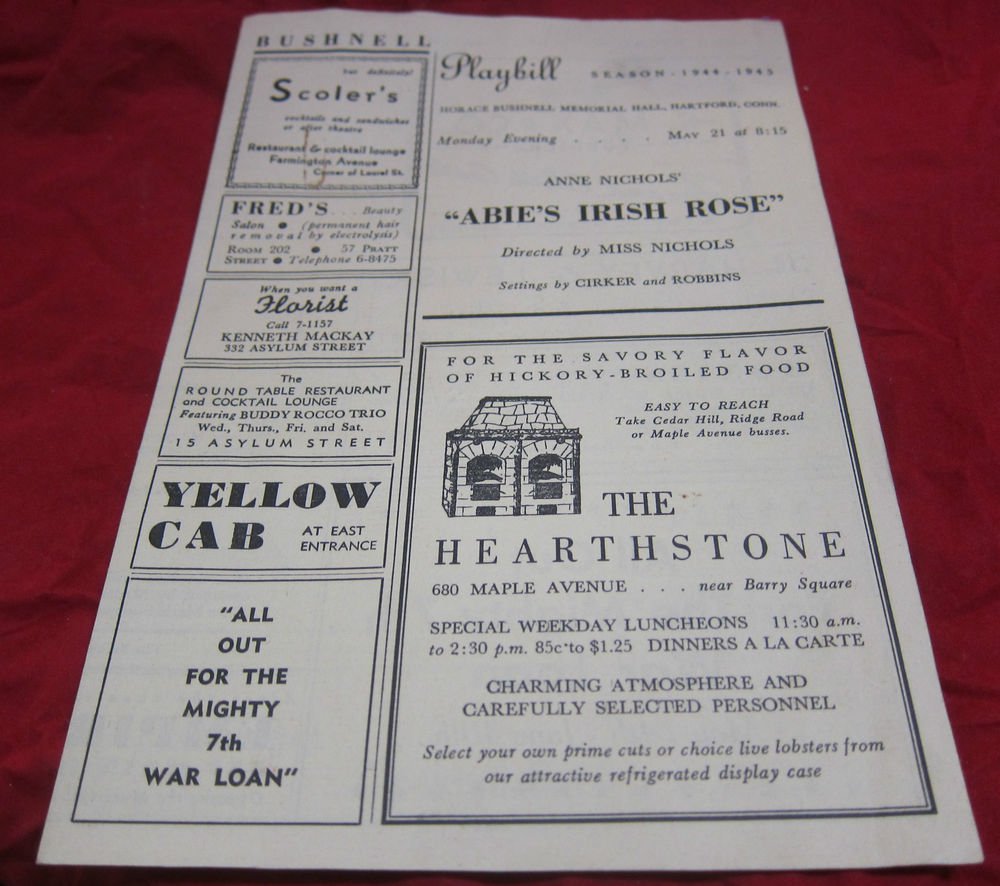 BUSHNELL
but definitely!
Scoler's
cocktails and sandwiches
or after theatre
Restaurant & cocktail lounge
Farmington Avenue
Corner of Laurel St.
FRED'S ... Beauty
Salon ● (permanent hair
removal by electrolysis)
ROOM 202 ● 57 PRATT
STREET ● Telephone 6-8475
When you want a
Florist
Call 7-1157
KENNETH MACKAY
332 ASYLUM STREET
The
ROUND TABLE RESTAURANT
and COCKTAIL LOUNGE
Featuring BUDDY ROCCO TRIO
Wed., Thurs., Fri. and Sat.
15 ASYLUM STREET
YELLOW
CAB AT EAST
ENTRANCE
"ALL
OUT
FOR THE
MIGHTY
7th
WAR LOAN"
Playbill SEASON - 1944 - 1945
HORACE BUSHNELL MEMORIAL HALL, HARTFORD, CONN.
Monday Evening . . . . MAY 21 at 8:15
ANNE NICHOLS'
"ABIE'S IRISH ROSE"
Directed by MISS NICHOLS
Settings by CIRKER and ROBBINS
FOR THE SAVORY FLAVOR
OF HICKORY-BROILED FOOD
EASY TO REACH
Take Cedar Hill, Ridge Road
or Maple Avenue busses.
THE
HEARTHSTONE
680 MAPLE AVENUE . . . near Barry Square
SPECIAL WEEKDAY LUNCHEONS 11:30 a.m.
to 2:30 p.m. 85c to $1.25 DINNERS A LA CARTE
CHARMING ATMOSPHERE AND
CAREFULLY SELECTED PERSONNEL
Select your own prime cuts or choice live lobsters from
our attractive refrigerated display case